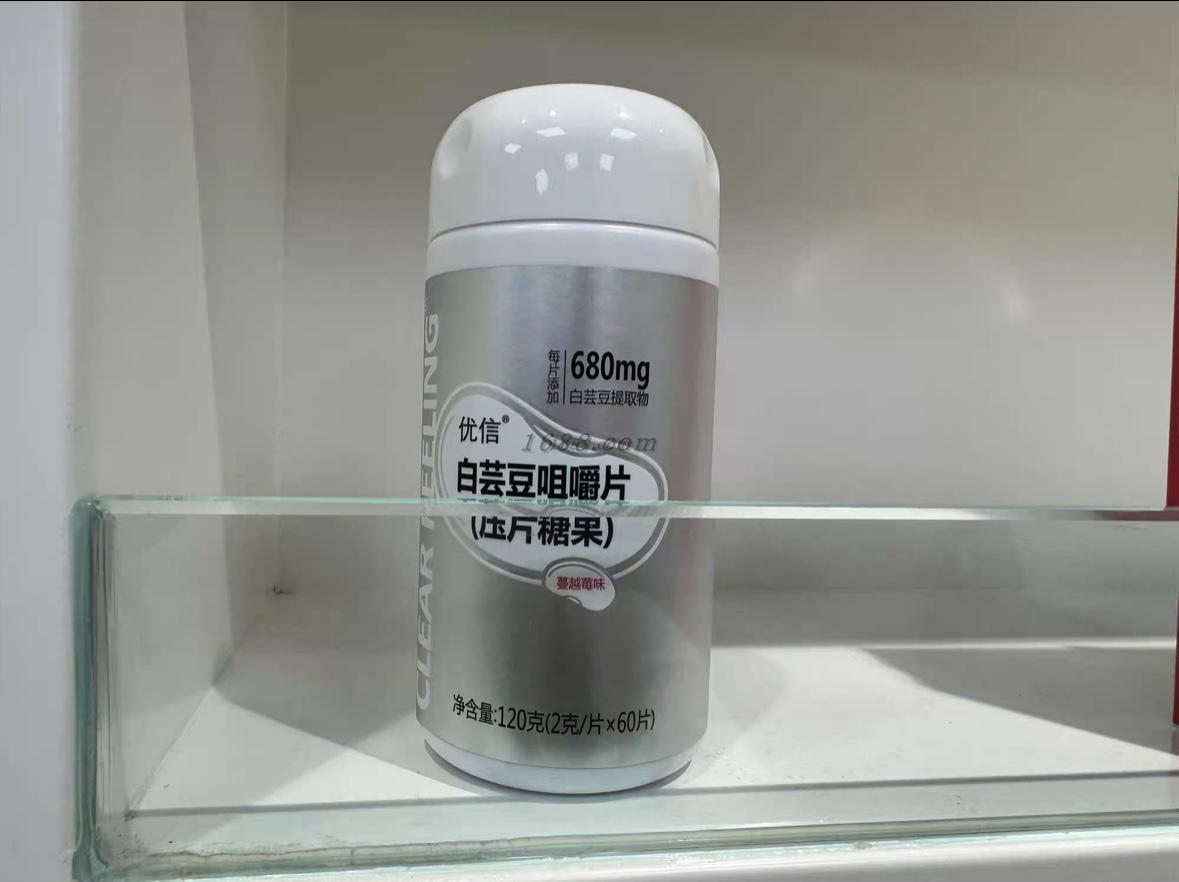 每片添加
680mg
白芸豆提取物
优信®
1688.com
白芸豆咀嚼片
(压片糖果)
蔓越莓味
CLEAR FEELING
净含量:120克(2克/片×60片)